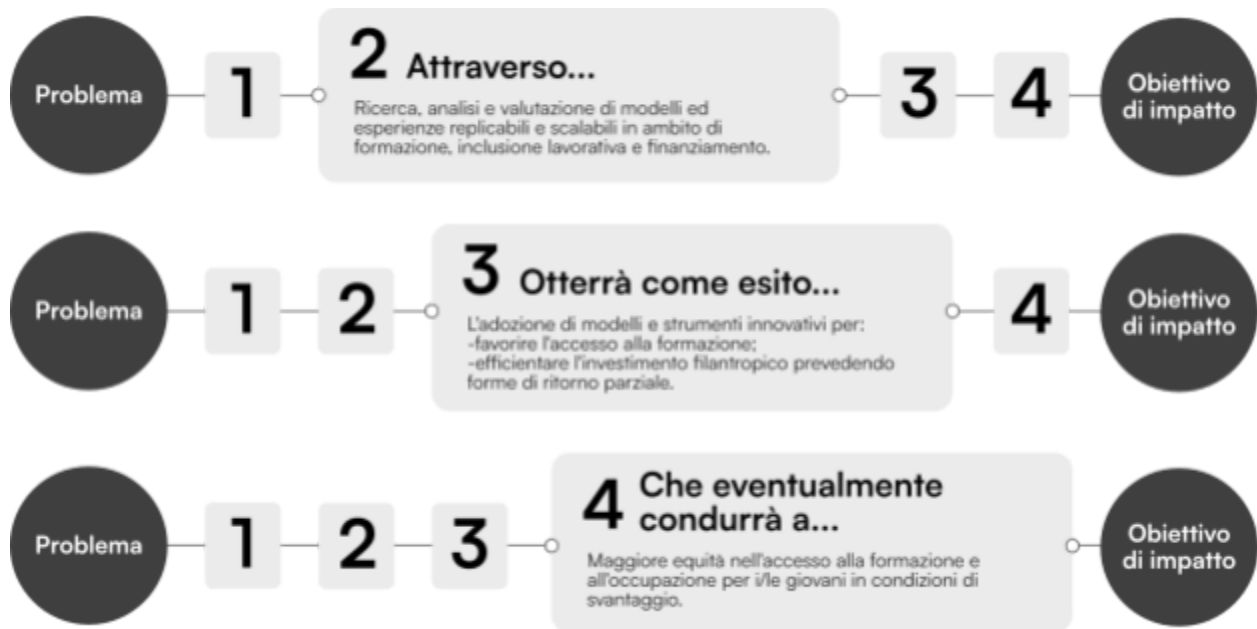 Problema
1
2 Attraverso...
Ricerca, analisi e valutazione di modelli ed
esperienze replicabili e scalabili in ambito di
formazione, inclusione lavorativa e finanziamento.
3
4
Obiettivo
di impatto
Problema
1
2
3 Otterrà come esito...
L'adozione di modelli e strumenti innovativi per:
-favorire l'accesso alla formazione;
-efficientare l'investimento filantropico prevedendo
forme di ritorno parziale.
4
Obiettivo
di impatto
Problema
1
2
3
4 Che eventualmente
condurrà a...
Maggiore equità nell'accesso alla formazione e
all'occupazione per i/le giovani in condizioni di
svantaggio.
Obiettivo
di impatto